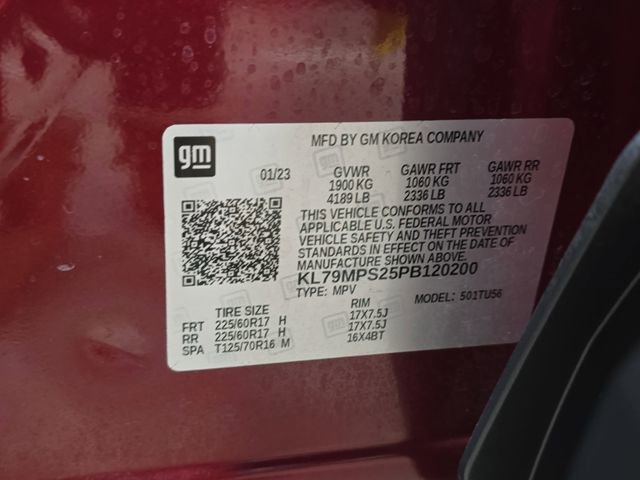 gm
MFD BY GM KOREA COMPANY
01/23 GVWR GAWR FRT GAWR RR
1900 KG 1060 KG 1060 KG
4189 LB 2336 LB 2336 LB
THIS VEHICLE CONFORMS TO ALL
APPLICABLE U.S. FEDERAL MOTOR
VEHICLE SAFETY AND THEFT PREVENTION
STANDARDS IN EFFECT ON THE DATE OF
MANUFACTURE SHOWN ABOVE.
KL79MPS25PB120200
TYPE: MPV MODEL: 501TU56
TIRE SIZE RIM
FRT 225/60R17 H 17X7.5J
RR 225/60R17 H 17X7.5J
SPA T125/70R16 M 16X4BT